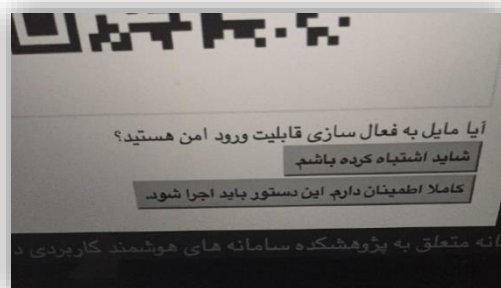 آیا مایل به فعال سازی قابلیت ورود امن هستید؟
شاید اشتباه کرده باشم.
کاملا اطمینان دارم. این دستور باید اجرا شود.
متعلق به پژوهشکده سامانه های هوشمند کاربردی